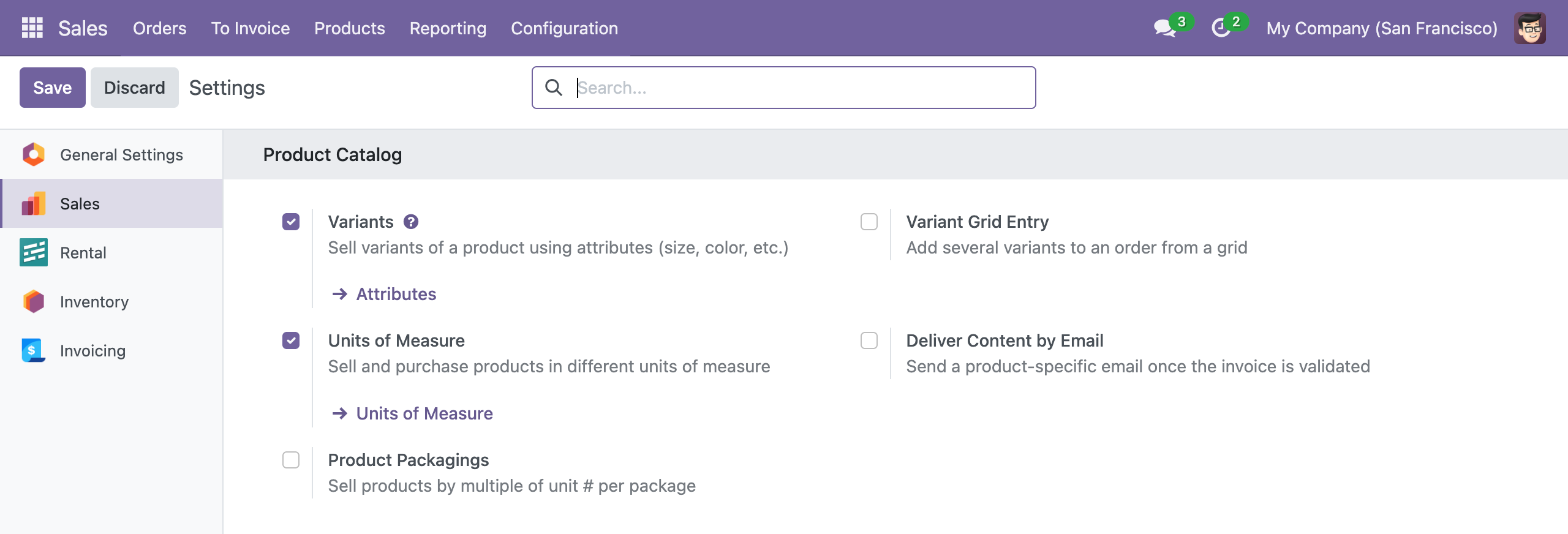 Sales Orders To Invoice Products Reporting Configuration 3 2 My Company (San Francisco)
Save Discard Settings Search...
General Settings
Sales
Rental
Inventory
Invoicing
Product Catalog
Variants ?
Sell variants of a product using attributes (size, color, etc.)
→ Attributes
Variant Grid Entry
Add several variants to an order from a grid
Units of Measure
Sell and purchase products in different units of measure
→ Units of Measure
Deliver Content by Email
Send a product-specific email once the invoice is validated
Product Packagings
Sell products by multiple of unit # per package